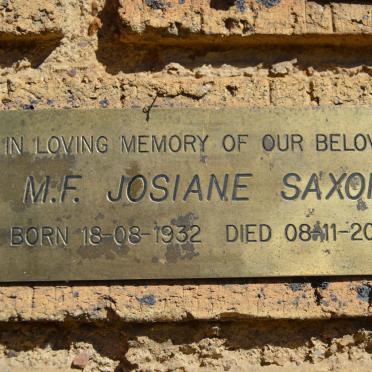 IN LOVING MEMORY OF OUR BELOV
M.F. JOSIANE SAXO
BORN 18-08-1932 DIED 08-11-20